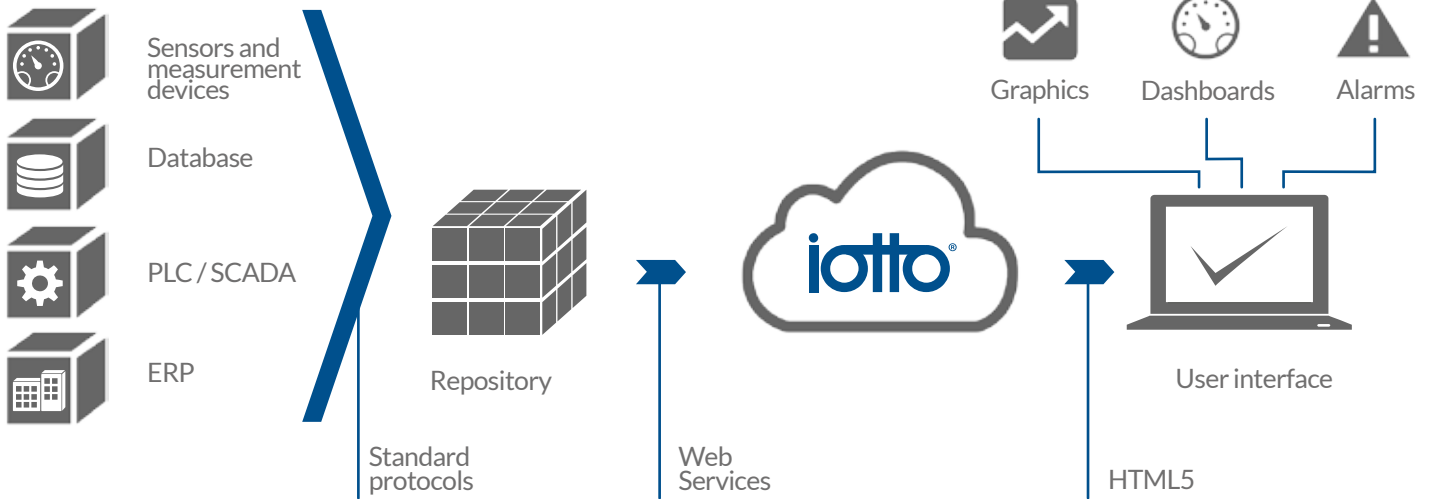 Sensors and
measurement
devices
Database
PLC / SCADA
ERP
Standard
protocols
Repository
Web
Services
iotto®
HTML5
Graphics
Dashboards
Alarms
User interface